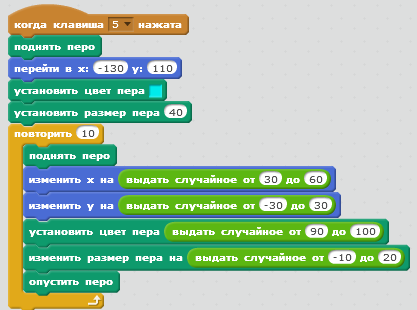 когда клавиша 5 нажата
поднять перо
перейти в x: -130 y: 110
установить цвет пера
установить размер пера 40
повторить 10
поднять перо
изменить x на выдать случайное от 30 до 60
изменить y на выдать случайное от -30 до 30
установить цвет пера выдать случайное от 90 до 100
изменить размер пера на выдать случайное от -10 до 20
опустить перо